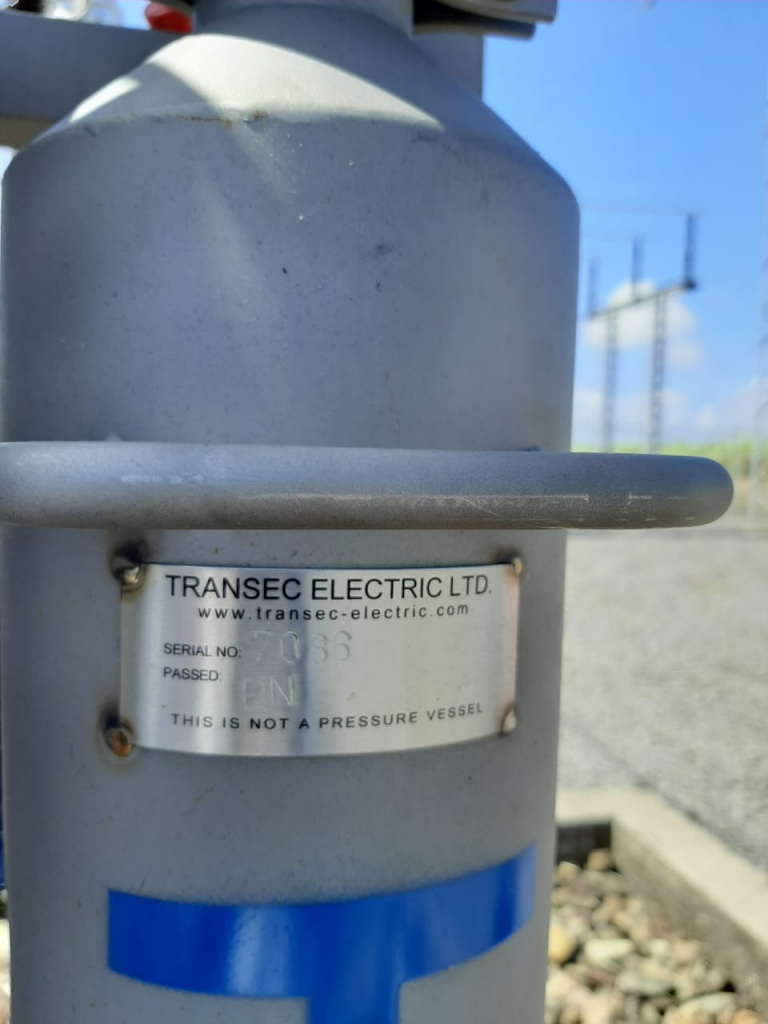 TRANSEC ELECTRIC LTD.
www.transec-electric.com
SERIAL NO:
PASSED:
THIS IS NOT A PRESSURE VESSEL